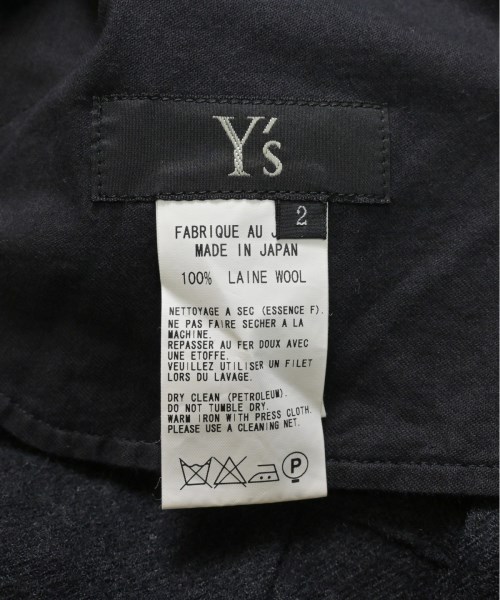 Y's
2
FABRIQUE AU
MADE IN JAPAN
100% LAINE WOOL
NETTOYAGE A SEC (ESSENCE F).
NE PAS FAIRE SECHER A LA
MACHINE.
REPASSER AU FER DOUX AVEC
UNE ETOFFE.
VEUILLEZ UTILISER UN FILET
LORS DU LAVAGE.
DRY CLEAN (PETROLEUM).
DO NOT TUMBLE DRY.
WARM IRON WITH PRESS CLOTH.
PLEASE USE A CLEANING NET.
P